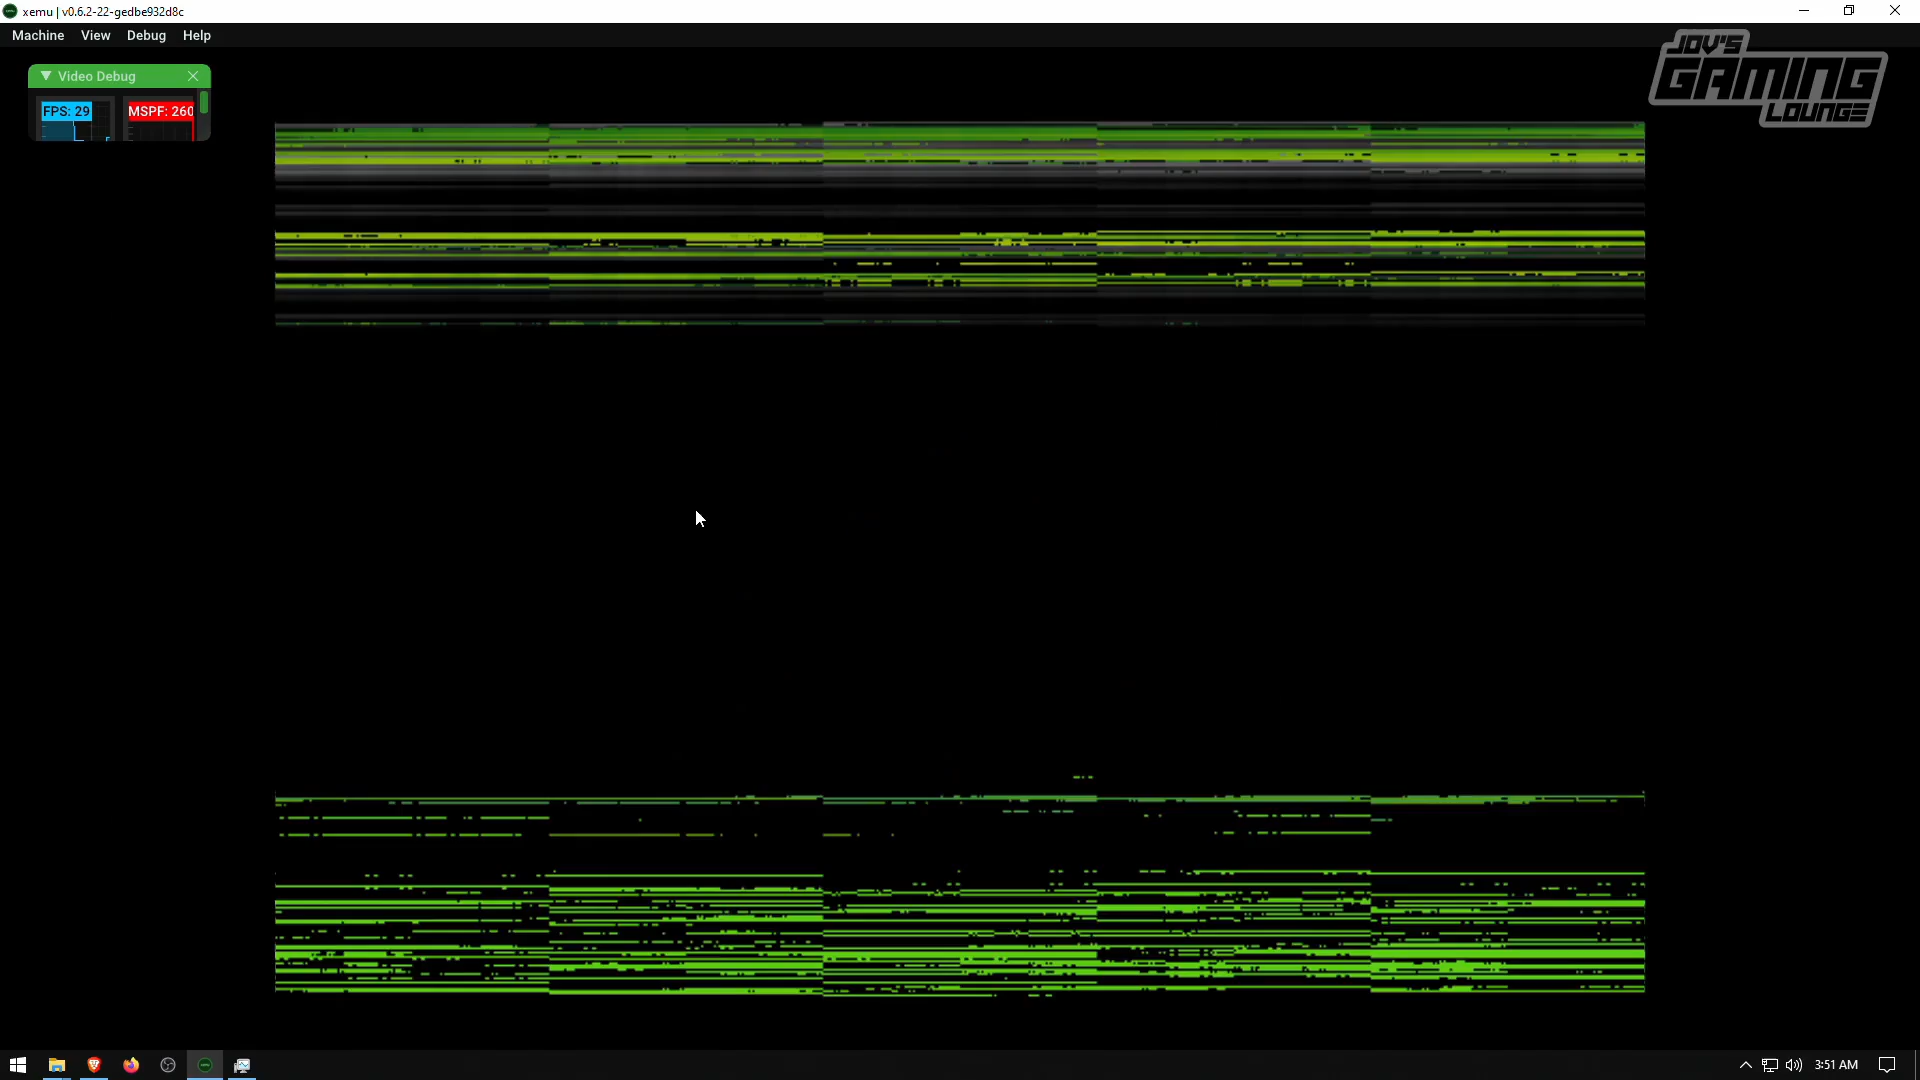 xemu | v0.6.2-22-gedbe932d8c
Machine View Debug Help
JOV'S
GAMING
LOUNGE
Video Debug
FPS: 29
MSPF: 260
3:51 AM